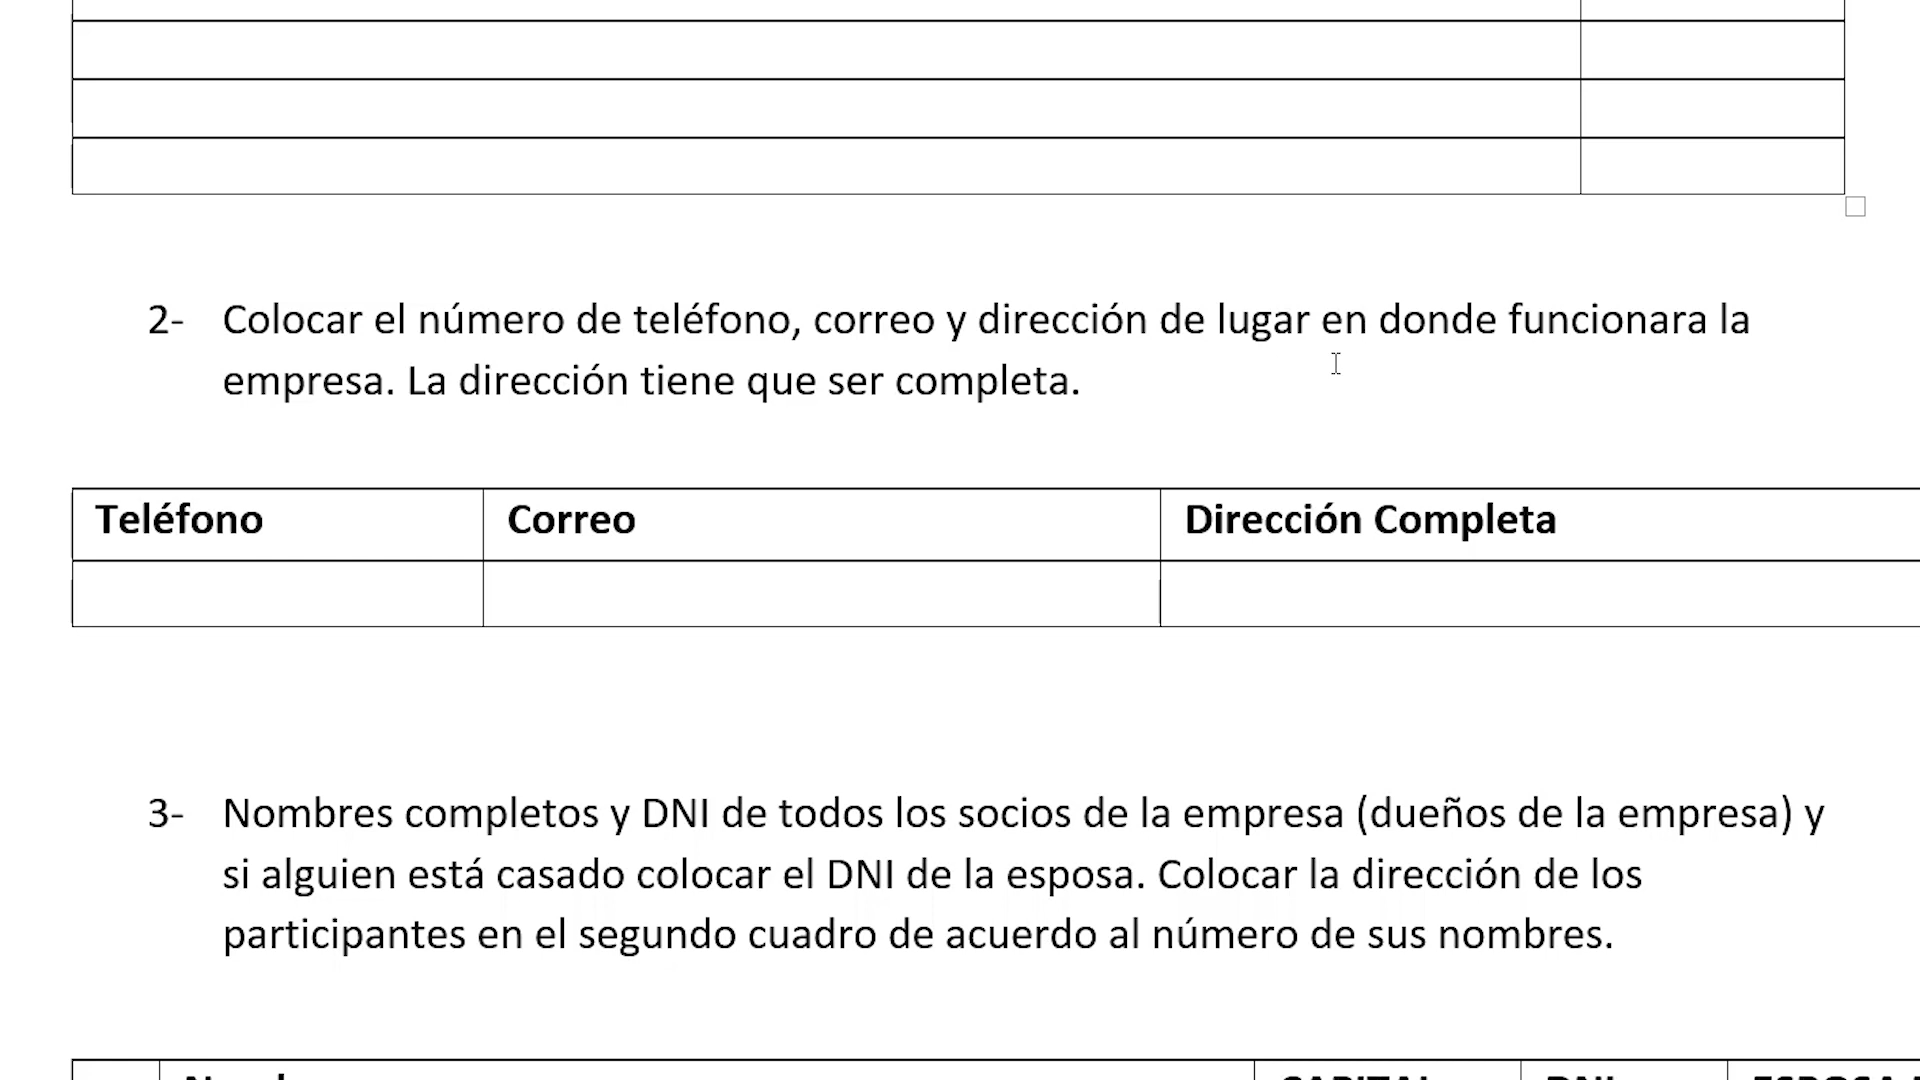 2- Colocar el número de teléfono, correo y dirección de lugar en donde funcionara la
empresa. La dirección tiene que ser completa.
Teléfono Correo Dirección Completa
3- Nombres completos y DNI de todos los socios de la empresa (dueños de la empresa) y
si alguien está casado colocar el DNI de la esposa. Colocar la dirección de los
participantes en el segundo cuadro de acuerdo al número de sus nombres.
CAPITAL DNI ESPOSA